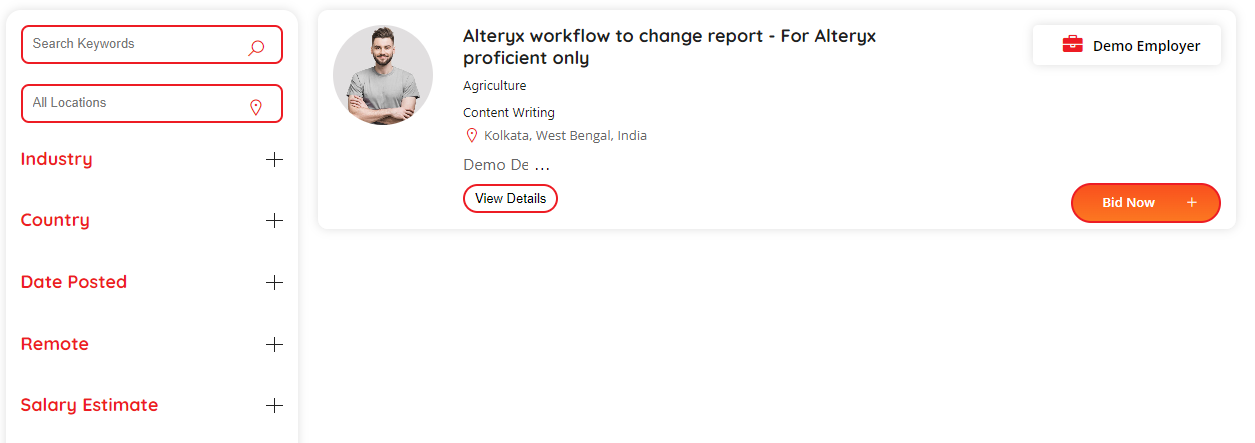 Search Keywords
All Locations
Industry
Country
Date Posted
Remote
Salary Estimate
Alteryx workflow to change report - For Alteryx
proficient only
Agriculture
Content Writing
Kolkata, West Bengal, India
Demo De ...
View Details
Demo Employer
Bid Now